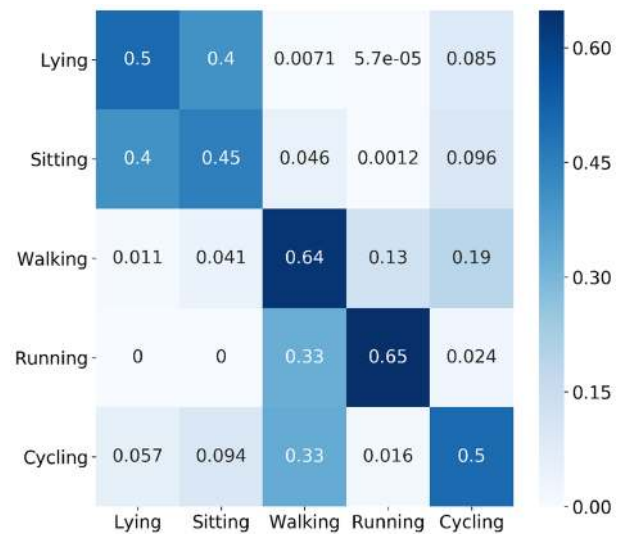 Lying 0.5 0.4 0.0071 5.7e-05 0.085
Sitting 0.4 0.45 0.046 0.0012 0.096
Walking 0.011 0.041 0.64 0.13 0.19
Running 0 0 0.33 0.65 0.024
Cycling 0.057 0.094 0.33 0.016 0.5
Lying Sitting Walking Running Cycling
0.60
0.45
0.30
0.15
0.00